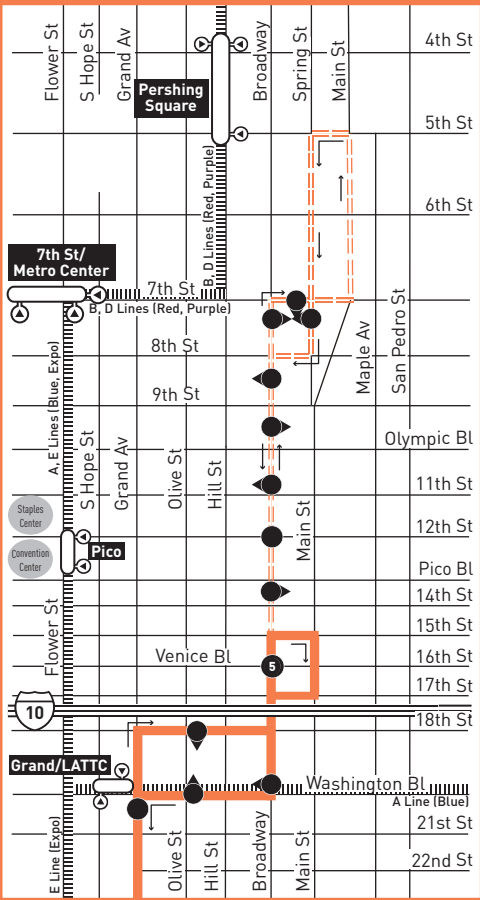 Flower St
S Hope St
Grand Av
Broadway
Spring St
Main St
4th St
Pershing
Square
5th St
B, D Lines (Red, Purple)
6th St
7th St/
Metro Center
7th St
B, D Lines (Red, Purple)
8th St
Maple Av
San Pedro St
9th St
A, E Lines (Blue, Expo)
S Hope St
Grand Av
Olive St
Hill St
Main St
Olympic Bl
11th St
Staples
Center
12th St
Convention
Center
Pico
Pico Bl
14th St
15th St
Flower St
Venice Bl
5
16th St
17th St
10
18th St
Grand/LATTC
Washington Bl
A Line (Blue)
21st St
E Line (Expo)
Olive St
Hill St
Broadway
Main St
22nd St